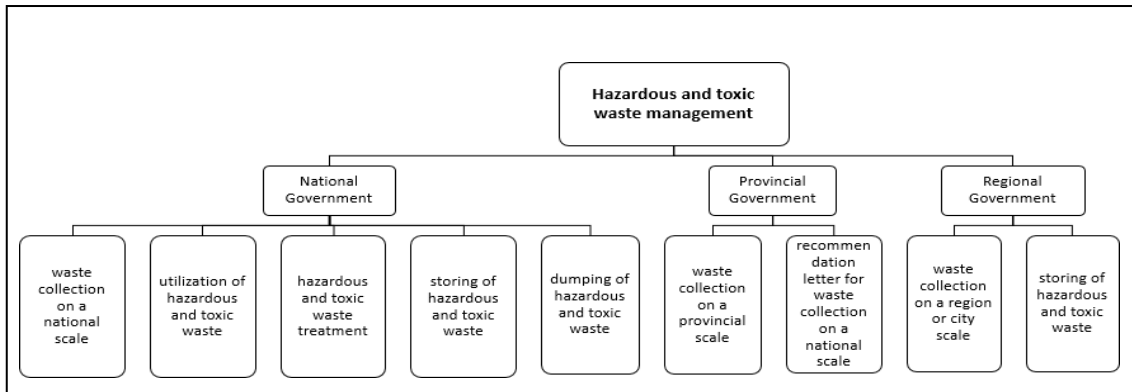 Hazardous and toxic
waste management
National
Government
Provincial
Government
Regional
Government
waste
collection
on a
national
scale
utilization of
hazardous
and toxic
waste
hazardous
and toxic
waste
treatment
storing of
hazardous
and toxic
waste
dumping of
hazardous
and toxic
waste
waste
collection
on a
provincial
scale
recommen
dation
letter for
waste
collection
on a
national
scale
waste
collection
on a region
or city
scale
storing of
hazardous
and toxic
waste